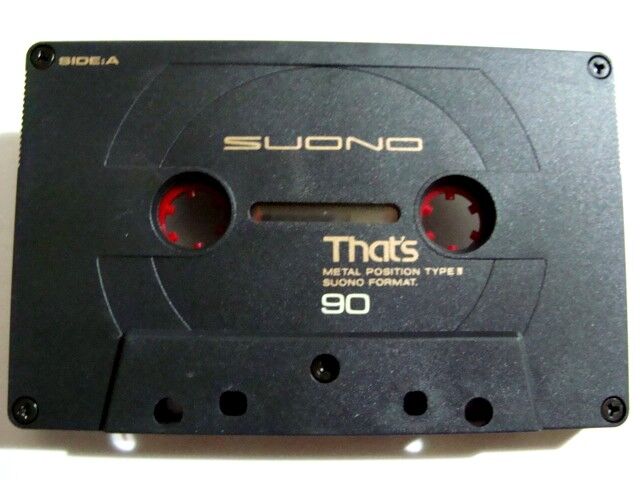 SIDE:A
SUONO
That's
METAL POSITION TYPE Ⅳ
SUONO FORMAT.
90